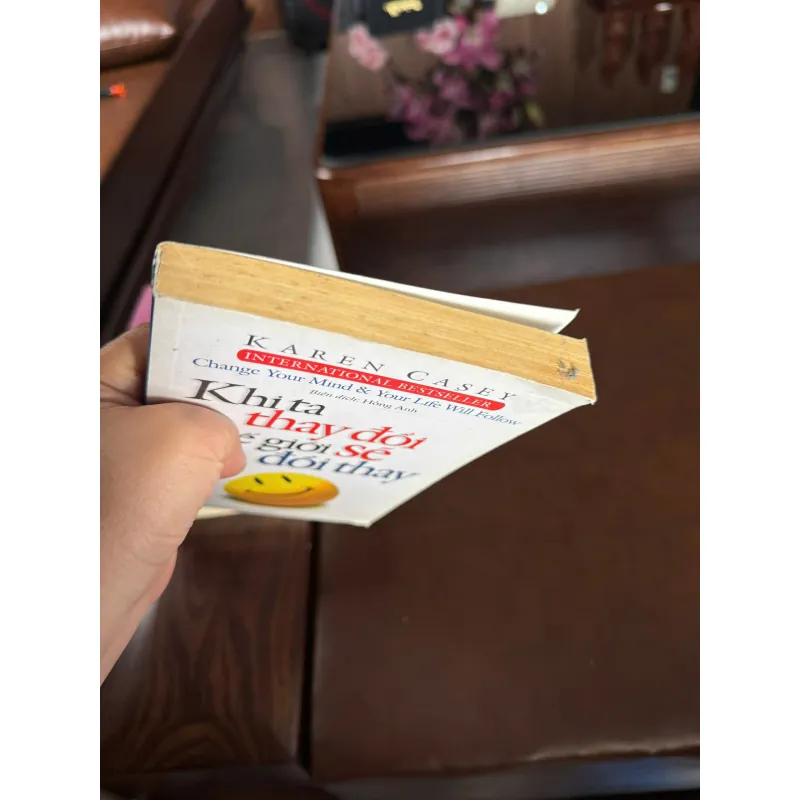 KAREN CASEY
INTERNATIONAL BESTSELLER
Change Your Mind & Your Life Will Follow
Biên dịch: Hồng Anh
Khi ta
thay đổi
giới sẽ
đổi thay